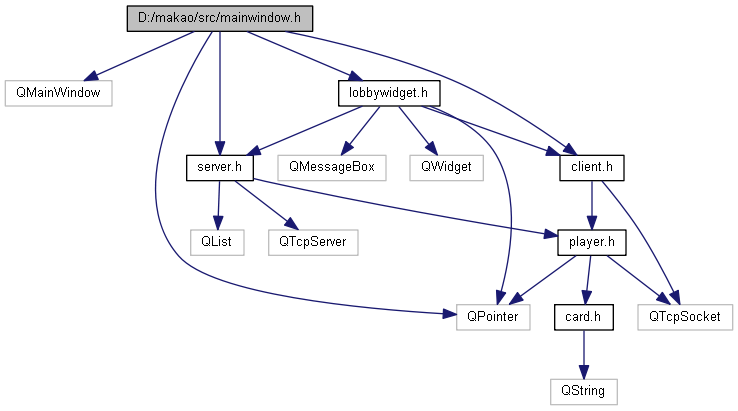 D:/makao/src/mainwindow.h
QMainWindow
lobbywidget.h
server.h
QMessageBox
QWidget
client.h
QList
QTcpServer
player.h
QPointer
card.h
QTcpSocket
QString